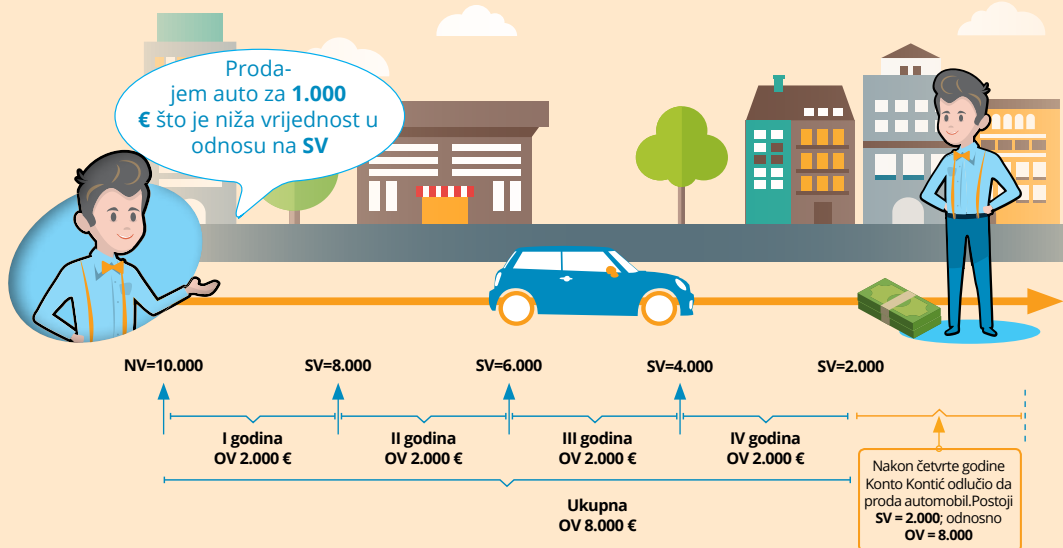 Proda-
jem auto za 1.000
€ što je niža vrijednost u
odnosu na SV
NV=10.000
SV=8.000
SV=6.000
SV=4.000
SV=2.000
I godina
OV 2.000 €
II godina
OV 2.000 €
III godina
OV 2.000 €
IV godina
OV 2.000 €
Ukupna
OV 8.000 €
Nakon četvrte godine
Konto Kontić odlučio da
proda automobil.Postoji
SV = 2.000; odnosno
OV = 8.000